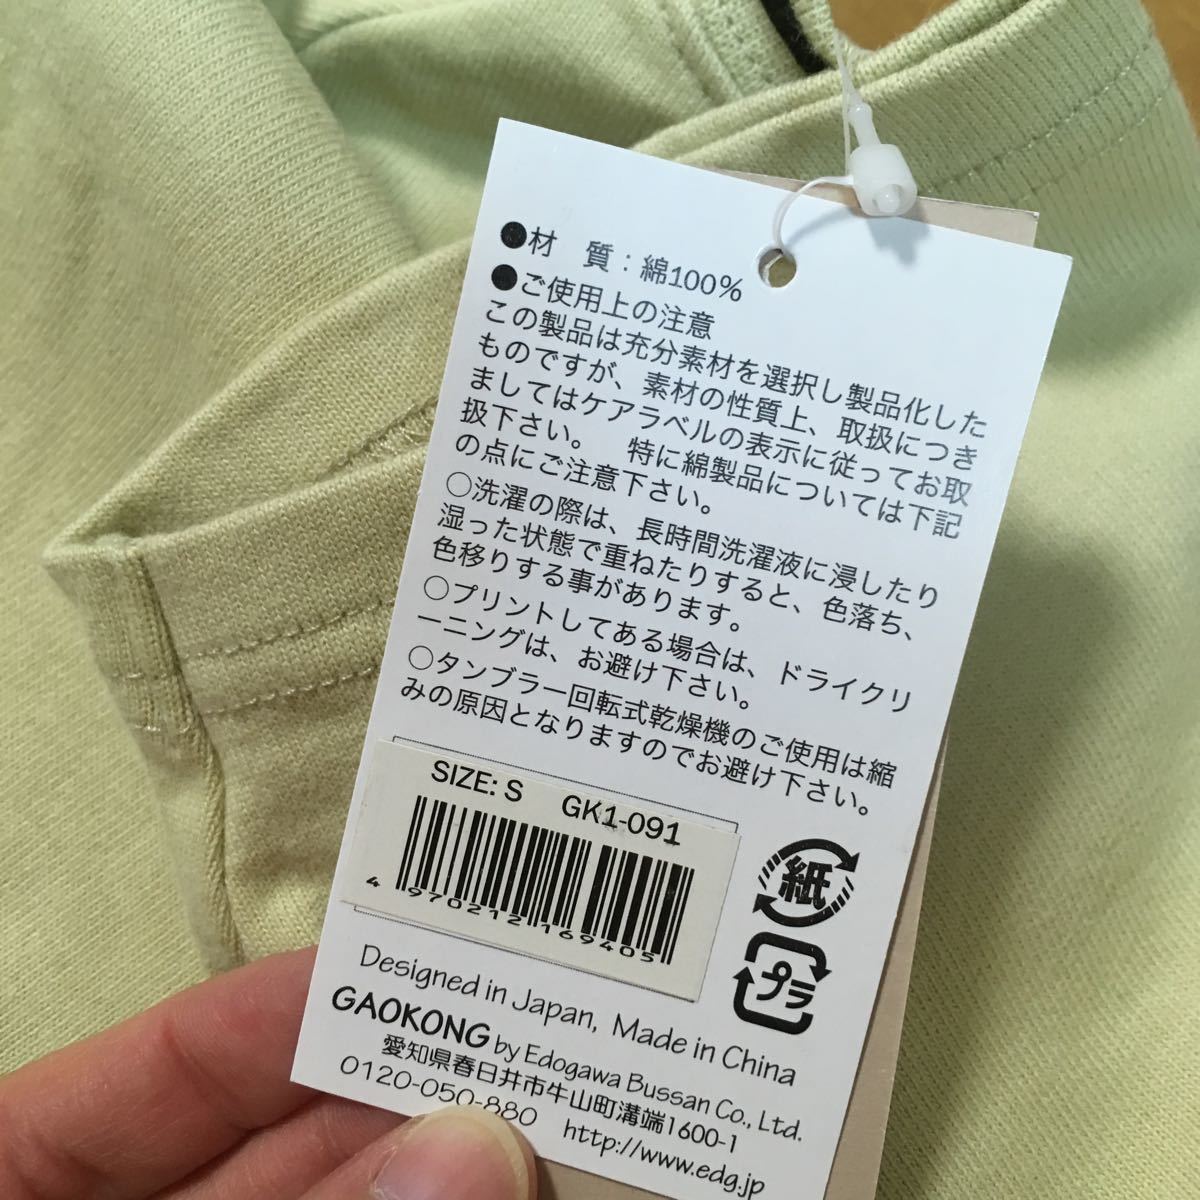 ●材　質：綿100%
●ご使用上の注意
この製品は充分素材を選択し製品化した
ものですが、素材の性質上、取扱につき
ましてはケアラベルの表示に従ってお取
扱下さい。　特に綿製品については下記
の点にご注意下さい。
○洗濯の際は、長時間洗濯液に浸したり
湿った状態で重ねたりすると、色落ち、
色移りする事があります。
○プリントしてある場合は、ドライクリ
ーニングは、お避け下さい。
○タンブラー回転式乾燥機のご使用は縮
みの原因となりますのでお避け下さい。
SIZE: S GK1-091
4 970212 169405
紙
プラ
Designed in Japan, Made in China
GAOKONG by Edogawa Bussan Co., Ltd.
愛知県春日井市牛山町溝端1600-1
0120-050-880 http://www.edg.jp